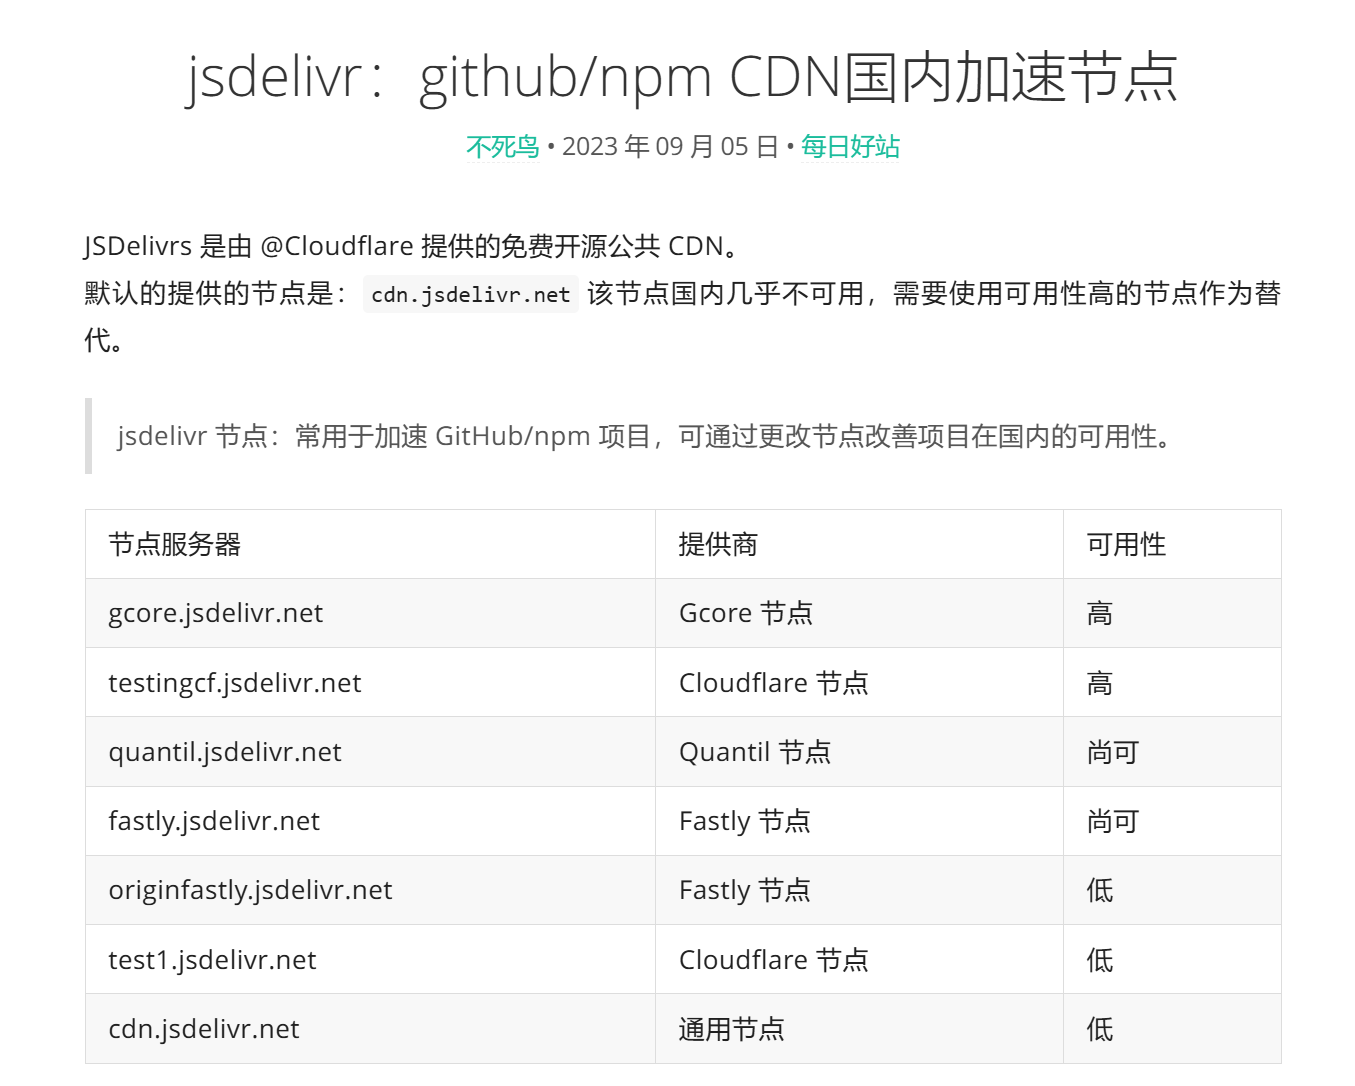 jsdelivr：github/npm CDN国内加速节点
不死鸟 • 2023 年 09 月 05 日 • 每日好站
JSDelivrs 是由 @Cloudflare 提供的免费开源公共 CDN。
默认的提供的节点是： cdn.jsdelivr.net 该节点国内几乎不可用，需要使用可用性高的节点作为替
代。
jsdelivr 节点：常用于加速 GitHub/npm 项目，可通过更改节点改善项目在国内的可用性。
节点服务器 提供商 可用性
gcore.jsdelivr.net Gcore 节点 高
testingcf.jsdelivr.net Cloudflare 节点 高
quantil.jsdelivr.net Quantil 节点 尚可
fastly.jsdelivr.net Fastly 节点 尚可
originfastly.jsdelivr.net Fastly 节点 低
test1.jsdelivr.net Cloudflare 节点 低
cdn.jsdelivr.net 通用节点 低